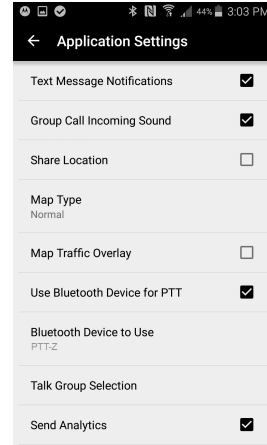 44% 3:03 PM
Application Settings
Text Message Notifications
Group Call Incoming Sound
Share Location
Map Type
Normal
Map Traffic Overlay
Use Bluetooth Device for PTT
Bluetooth Device to Use
PTT-Z
Talk Group Selection
Send Analytics